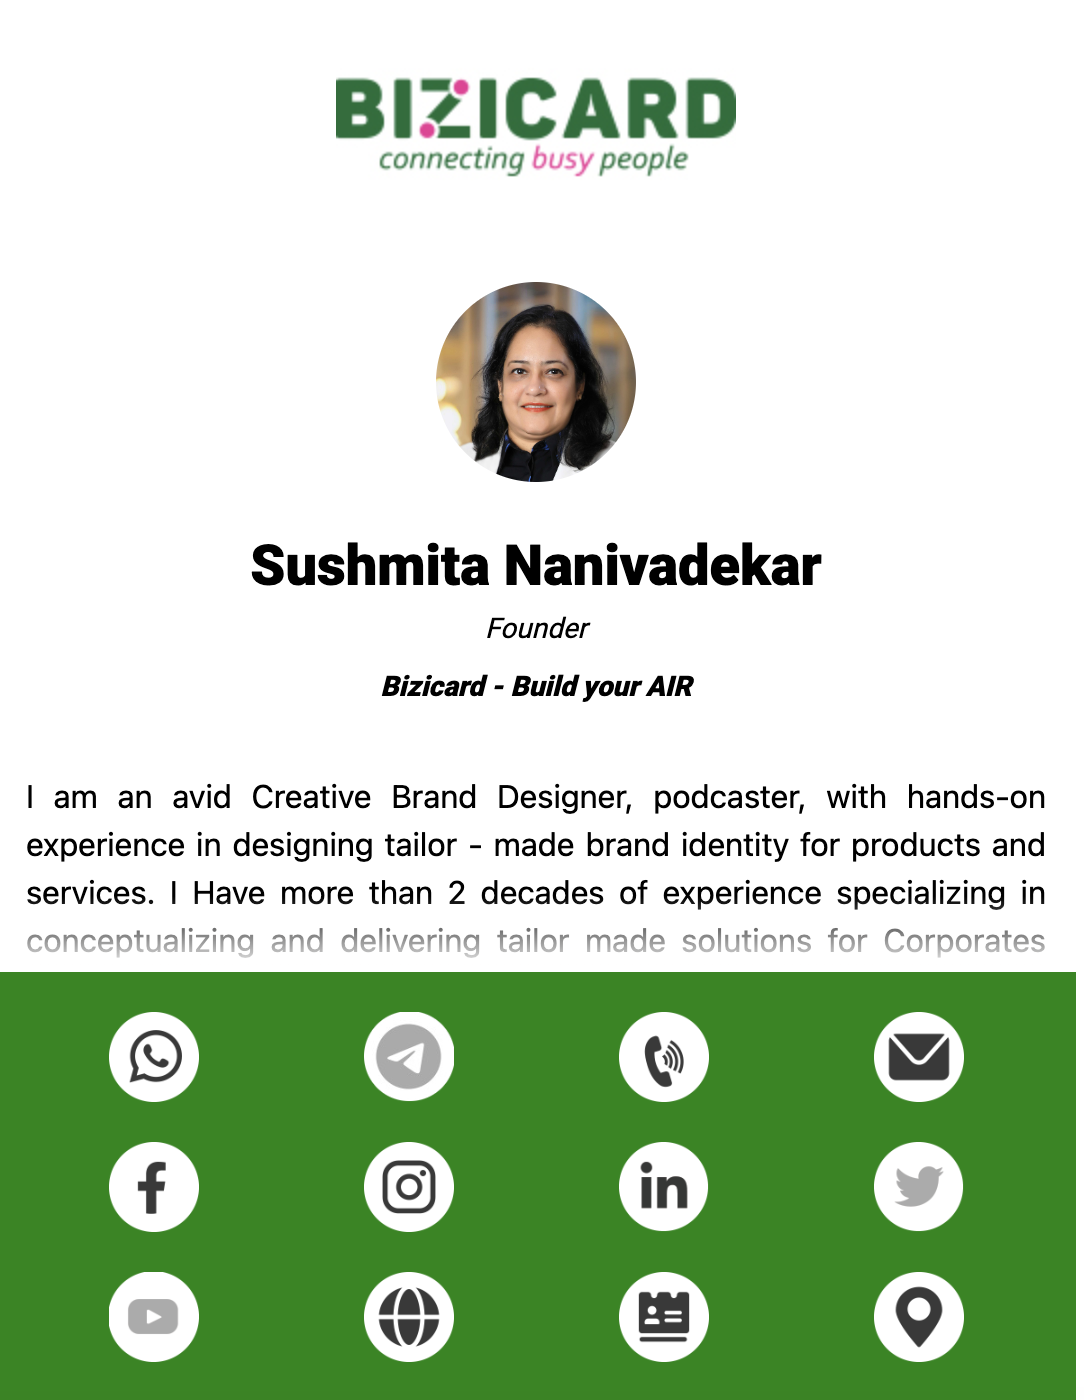 BIZICARD
connecting busy people
Sushmita Nanivadekar
Founder
Bizicard - Build your AIR
I am an avid Creative Brand Designer, podcaster, with hands-on
experience in designing tailor - made brand identity for products and
services. I Have more than 2 decades of experience specializing in
conceptualizing and delivering tailor made solutions for Corporates